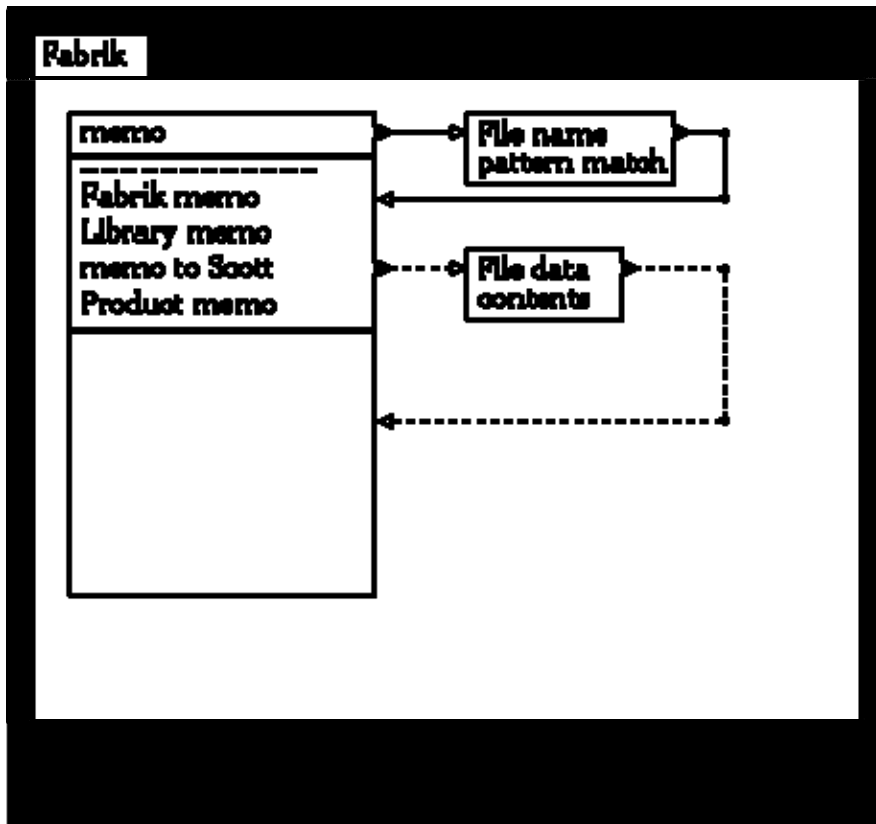 Fabrik
memo
File name
pattern match
Fabrik memo
Library memo
memo to Scott
Product memo
File data
contents